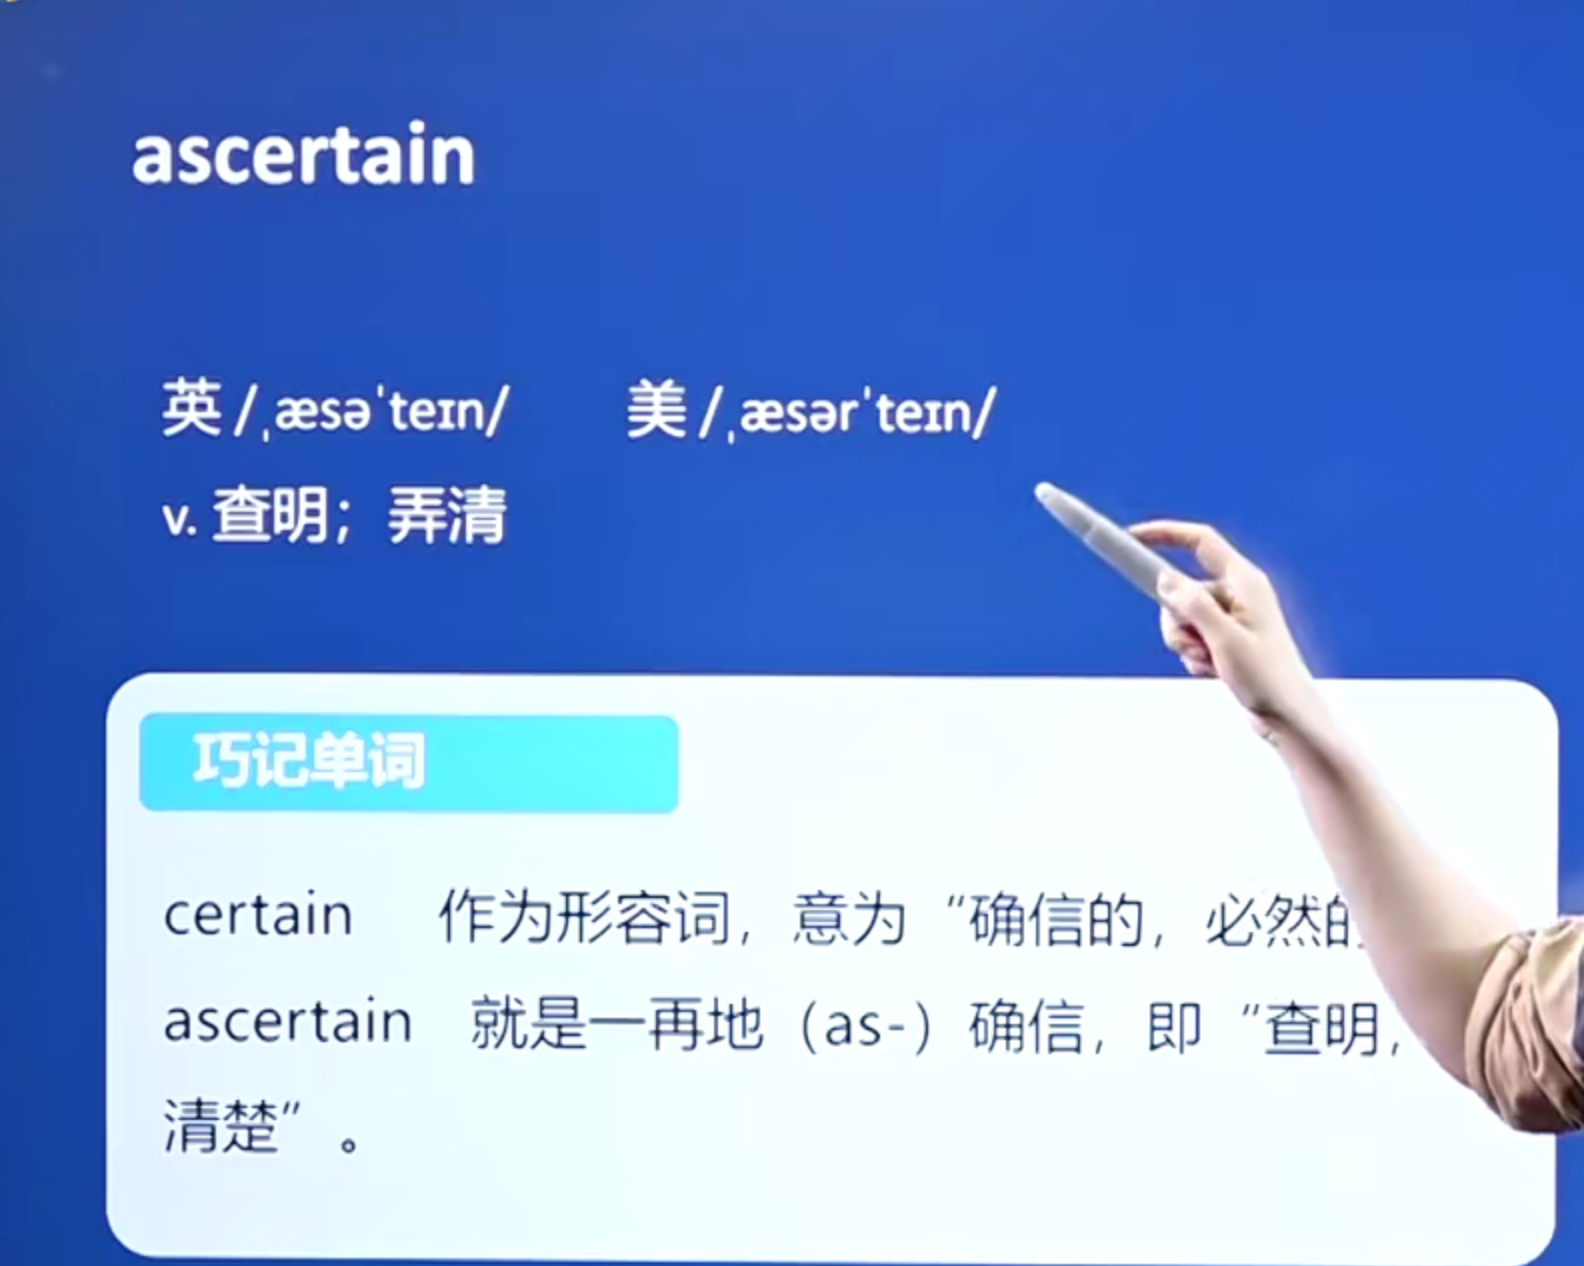 ascertain
英 /ˌæsəˈteɪn/ 美 /ˌæsərˈteɪn/
v. 查明；弄清
巧记单词
certain 作为形容词，意为“确信的，必然的
ascertain 就是一再地（as-）确信，即“查明，
清楚”。